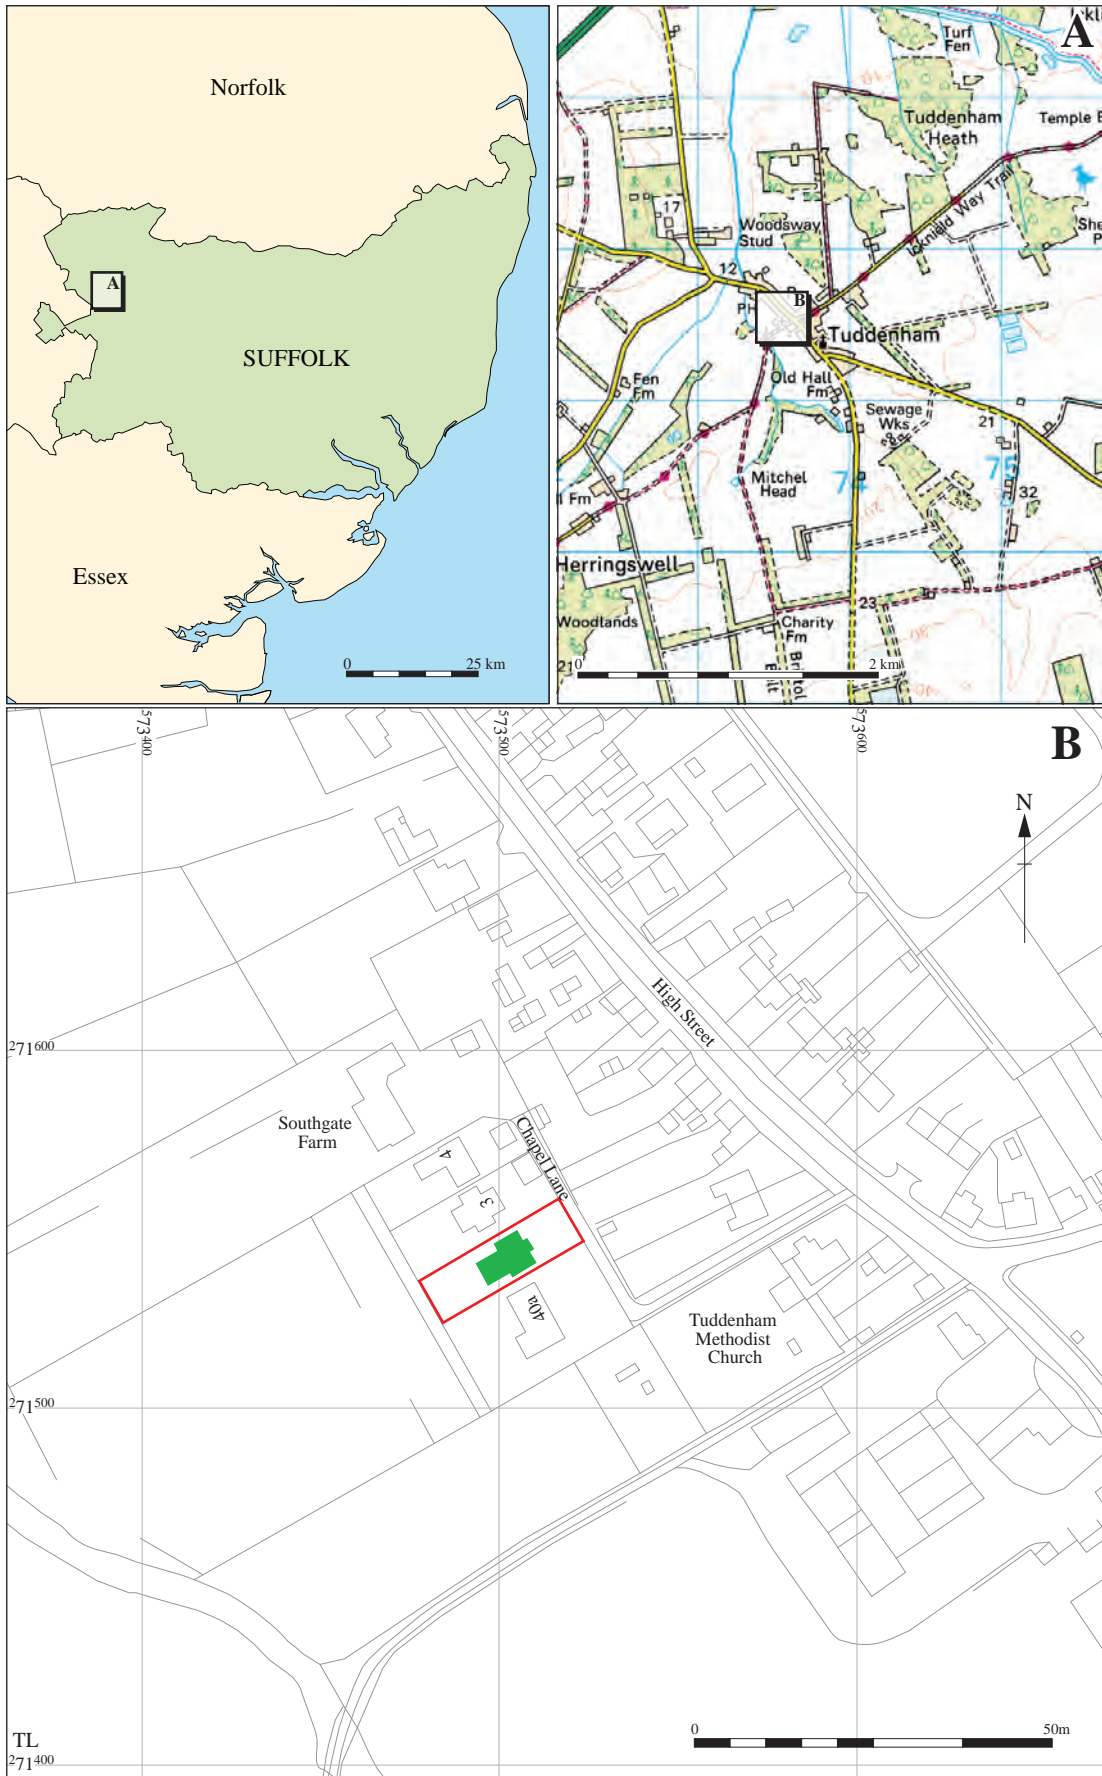 Norfolk
A
SUFFOLK
Essex
0 25 km
A
Turf
Fen
Tuddenham
Heath
Icknield Way Trail
17
Woodsway
Stud
12
PH
B
Tuddenham
Old Hall
Fm
Fen
Fm
Sewage
Wks
21
Mitchel
Head
74
75
32
Herringswell
Woodlands
23
Charity
Fm
21
0 2 km
B
573400
573500
573600
N
High Street
271600
Southgate
Farm
Chapel Lane
4
3
40a
Tuddenham
Methodist
Church
271500
TL
271400
0 50m